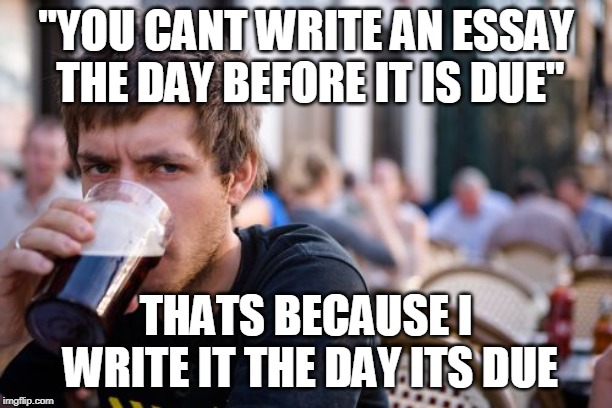 "YOU CANT WRITE AN ESSAY
THE DAY BEFORE IT IS DUE"
THATS BECAUSE I
WRITE IT THE DAY ITS DUE
imgflip.com